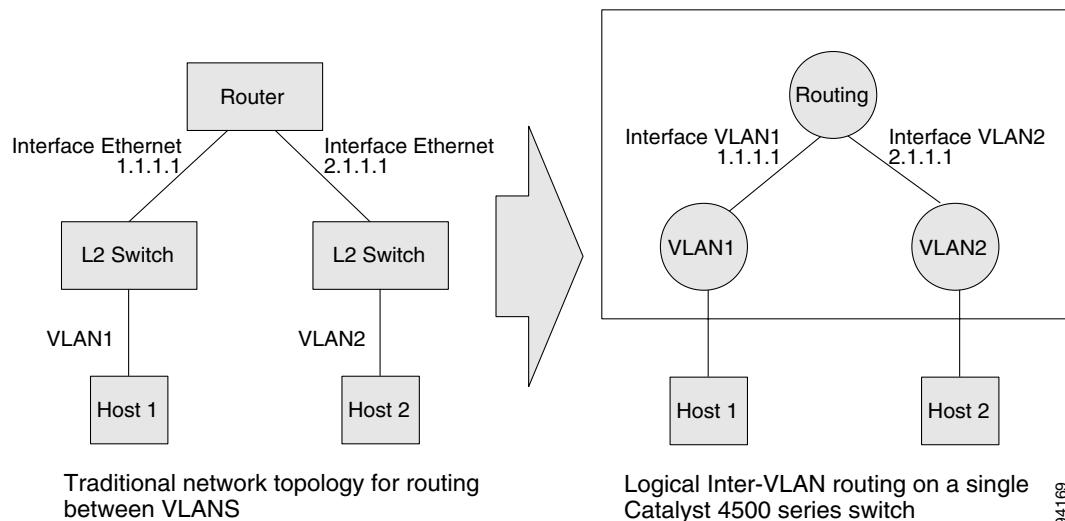 Router
Interface Ethernet
1.1.1.1
Interface Ethernet
2.1.1.1
L2 Switch
L2 Switch
VLAN1
VLAN2
Host 1
Host 2
Traditional network topology for routing
between VLANS
Routing
Interface VLAN1
1.1.1.1
Interface VLAN2
2.1.1.1
VLAN1
VLAN2
Host 1
Host 2
Logical Inter-VLAN routing on a single
Catalyst 4500 series switch
94169